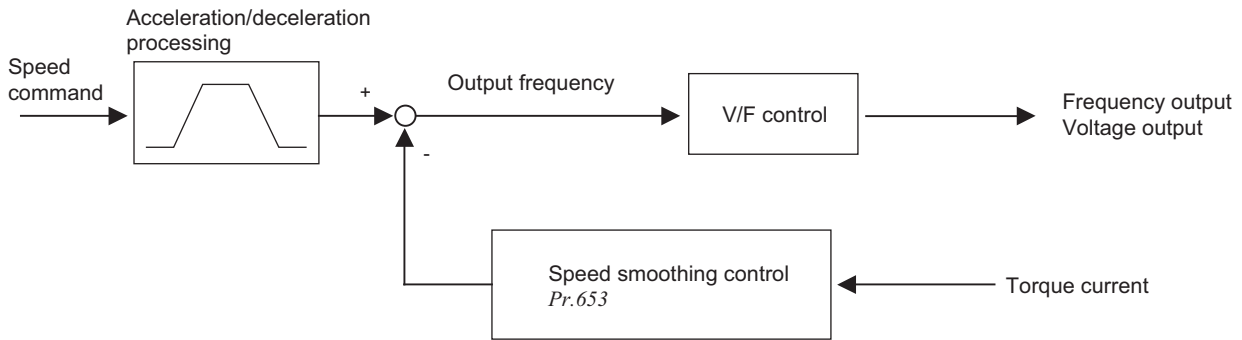 Acceleration/deceleration
processing
Speed
command
+
Output frequency
V/F control
Frequency output
Voltage output
-
Speed smoothing control
Pr.653
Torque current